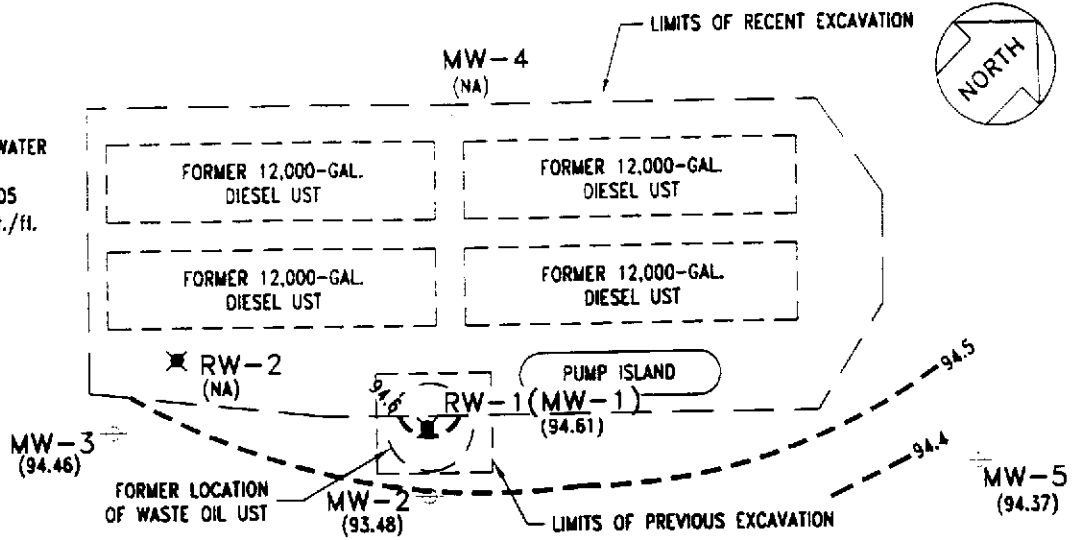 LIMITS OF RECENT EXCAVATION
NORTH
MW-4
(NA)
WATER
05
./ft.
FORMER 12,000-GAL.
DIESEL UST
FORMER 12,000-GAL.
DIESEL UST
FORMER 12,000-GAL.
DIESEL UST
FORMER 12,000-GAL.
DIESEL UST
RW-2
(NA)
94.6
PUMP ISLAND
94.5
RW-1(MW-1)
(94.61)
MW-3
(94.46)
94.4
MW-5
(94.37)
FORMER LOCATION
OF WASTE OIL UST
MW-2
(93.48)
LIMITS OF PREVIOUS EXCAVATION